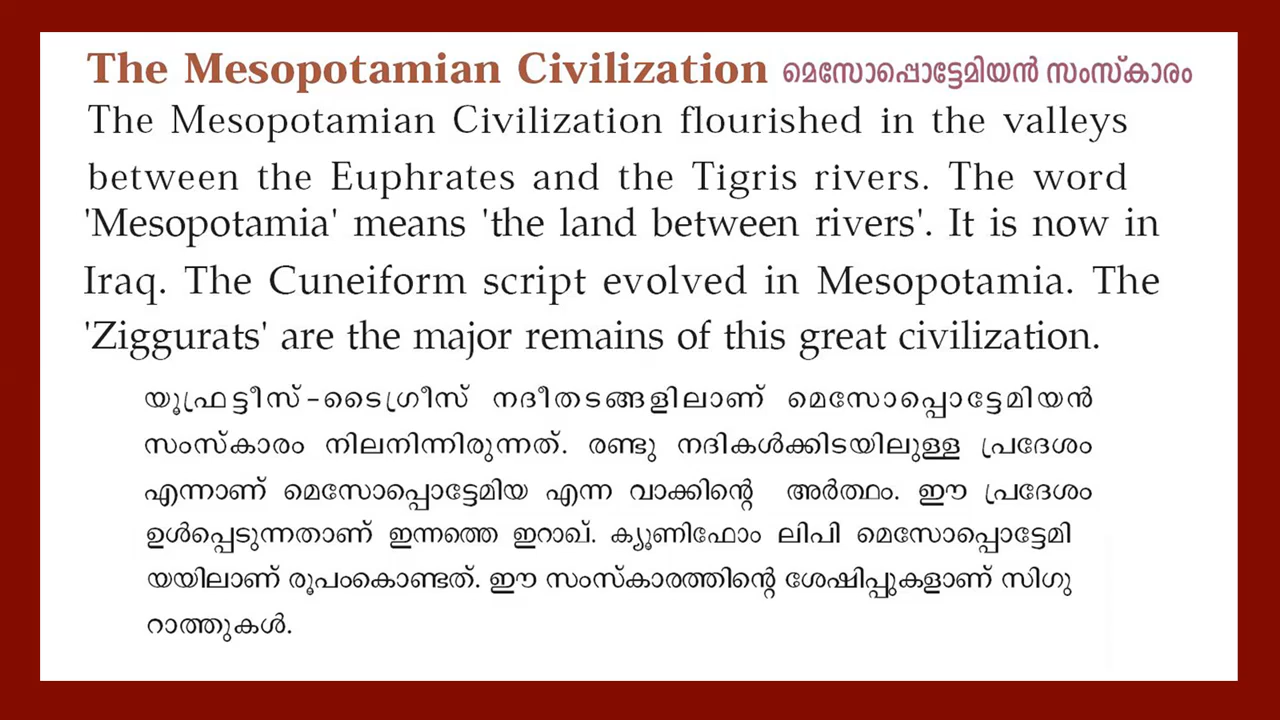 The Mesopotamian Civilization മെസോപ്പൊട്ടേമിയൻ സംസ്കാരം
The Mesopotamian Civilization flourished in the valleys
between the Euphrates and the Tigris rivers. The word
'Mesopotamia' means 'the land between rivers'. It is now in
Iraq. The Cuneiform script evolved in Mesopotamia. The
'Ziggurats' are the major remains of this great civilization.
യൂഫ്രട്ടീസ്-ടൈഗ്രീസ് നദീതടങ്ങളിലാണ് മെസോപ്പൊട്ടേമിയൻ
സംസ്കാരം നിലനിന്നിരുന്നത്. രണ്ടു നദികൾക്കിടയിലുള്ള പ്രദേശം
എന്നാണ് മെസോപ്പൊട്ടേമിയ എന്ന വാക്കിന്റെ അർത്ഥം. ഈ പ്രദേശം
ഉൾപ്പെടുന്നതാണ് ഇന്നത്തെ ഇറാഖ്. ക്യൂണിഫോം ലിപി മെസോപ്പൊട്ടേമി
യയിലാണ് രൂപംകൊണ്ടത്. ഈ സംസ്കാരത്തിന്റെ ശേഷിപ്പുകളാണ് സിഗു
റാത്തുകൾ.